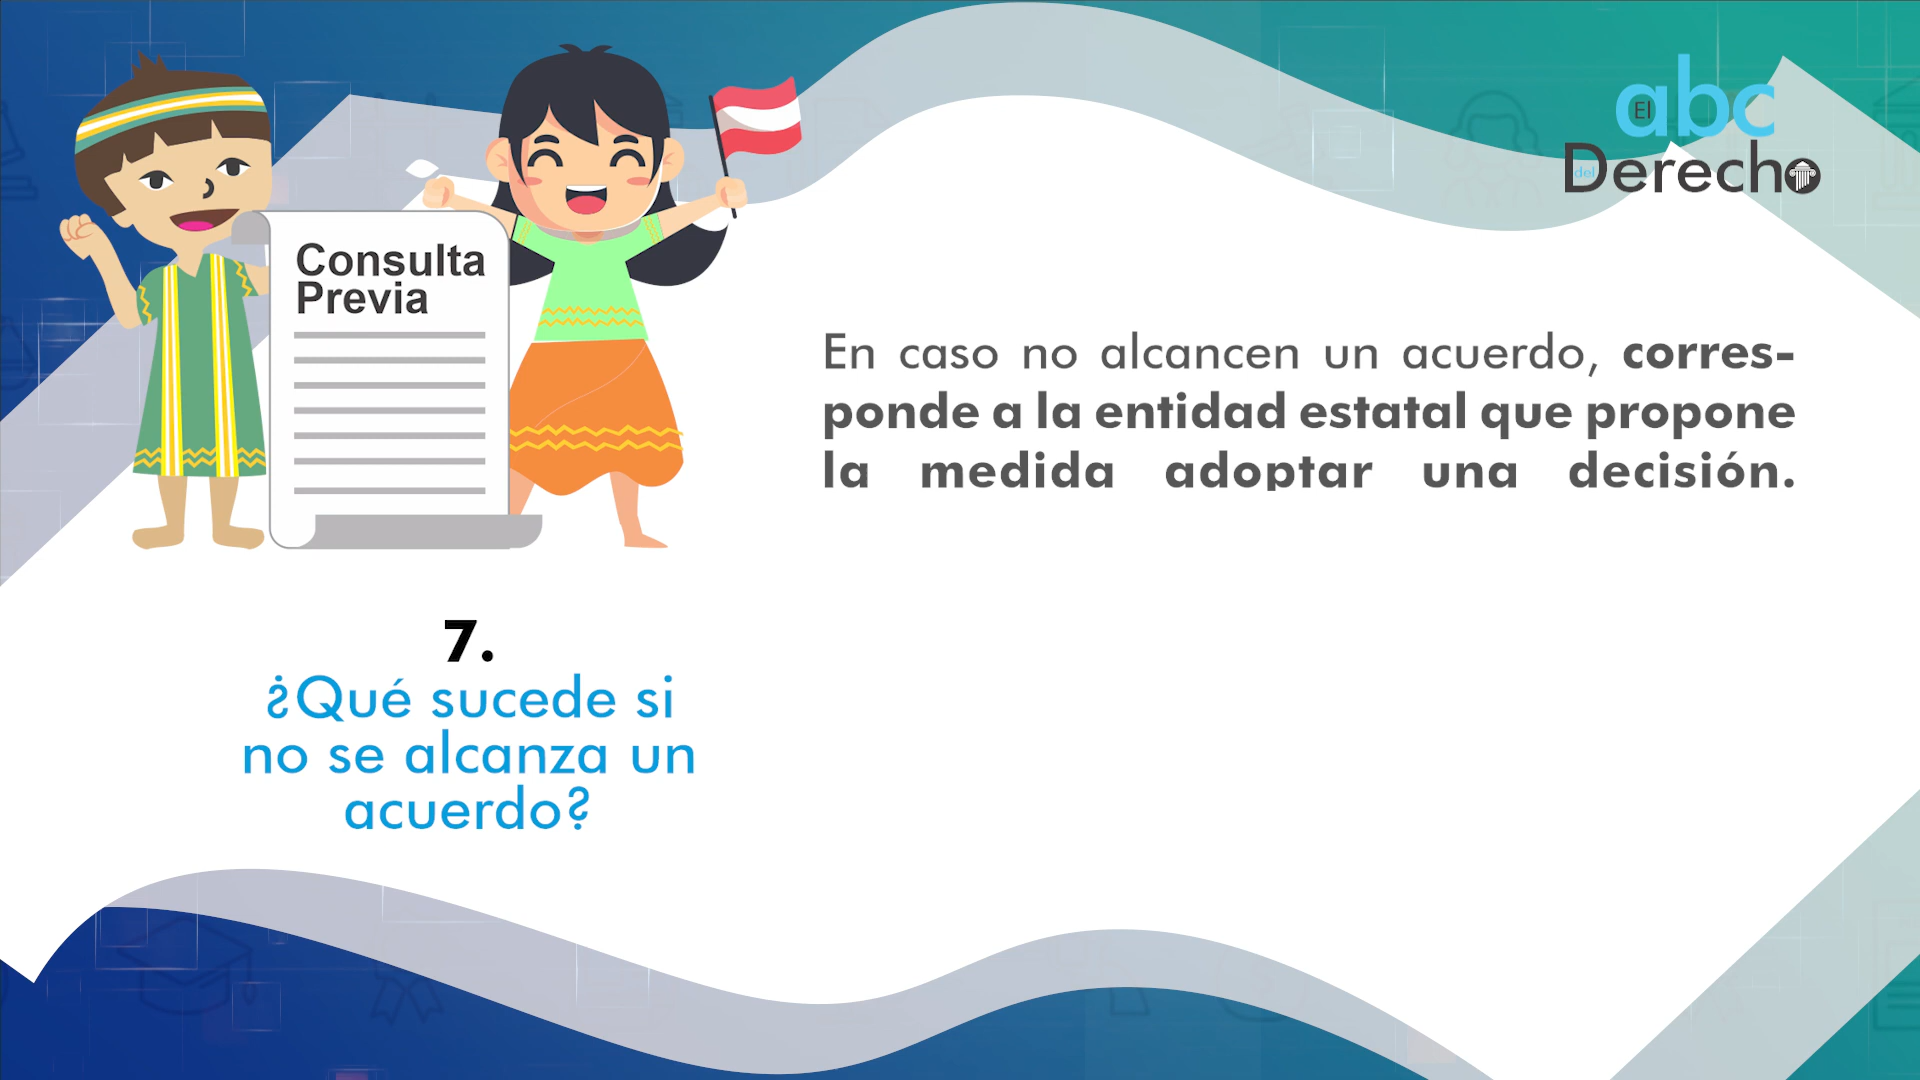 El abc
del Derecho
Consulta
Previa
En caso no alcancen un acuerdo, corres-
ponde a la entidad estatal que propone
la medida adoptar una decisión.
7.
¿Qué sucede si
no se alcanza un
acuerdo?